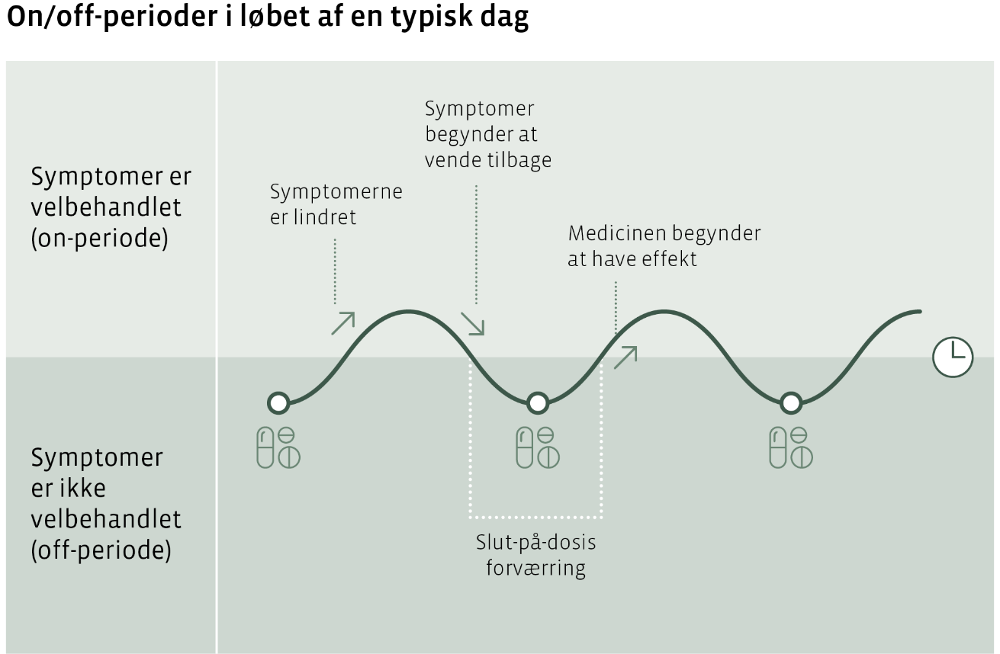 On/off-perioder i løbet af en typisk dag
Symptomer er
velbehandlet
(on-periode)
Symptomerne
er lindret
Symptomer
begynder at
vende tilbage
Medicinen begynder
at have effekt
Symptomer
er ikke
velbehandlet
(off-periode)
Slut-på-dosis
forværring